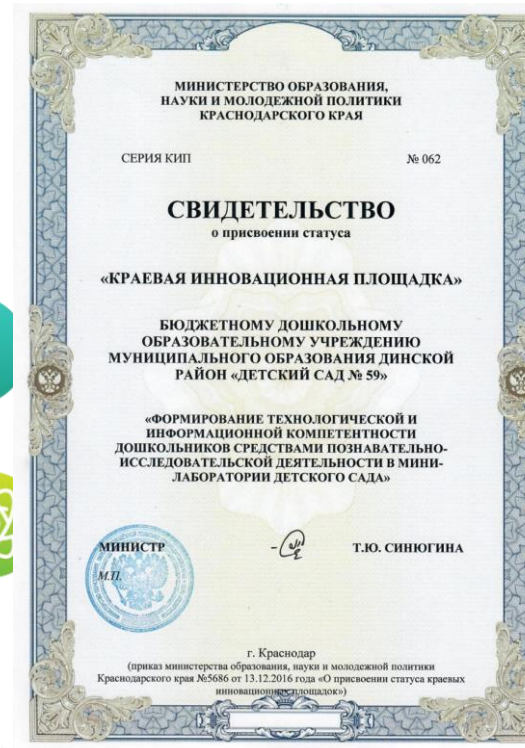 МИНИСТЕРСТВО ОБРАЗОВАНИЯ,
НАУКИ И МОЛОДЕЖНОЙ ПОЛИТИКИ
КРАСНОДАРСКОГО КРАЯ
СЕРИЯ КИП № 062
СВИДЕТЕЛЬСТВО
о присвоении статуса
«КРАЕВАЯ ИННОВАЦИОННАЯ ПЛОЩАДКА»
БЮДЖЕТНОМУ ДОШКОЛЬНОМУ
ОБРАЗОВАТЕЛЬНОМУ УЧРЕЖДЕНИЮ
МУНИЦИПАЛЬНОГО ОБРАЗОВАНИЯ ДИНСКОЙ
РАЙОН «ДЕТСКИЙ САД № 59»
«ФОРМИРОВАНИЕ ТЕХНОЛОГИЧЕСКОЙ И
ИНФОРМАЦИОННОЙ КОМПЕТЕНТНОСТИ
ДОШКОЛЬНИКОВ СРЕДСТВАМИ ПОЗНАВАТЕЛЬНО-
ИССЛЕДОВАТЕЛЬСКОЙ ДЕЯТЕЛЬНОСТИ В МИНИ-
ЛАБОРАТОРИИ ДЕТСКОГО САДА»
МИНИСТР Т.Ю. СИНЮГИНА
М.П.
г. Краснодар
(приказ министерства образования, науки и молодежной политики
Краснодарского края №5686 от 13.12.2016 года «О присвоении статуса краевых
инновационных площадок»)